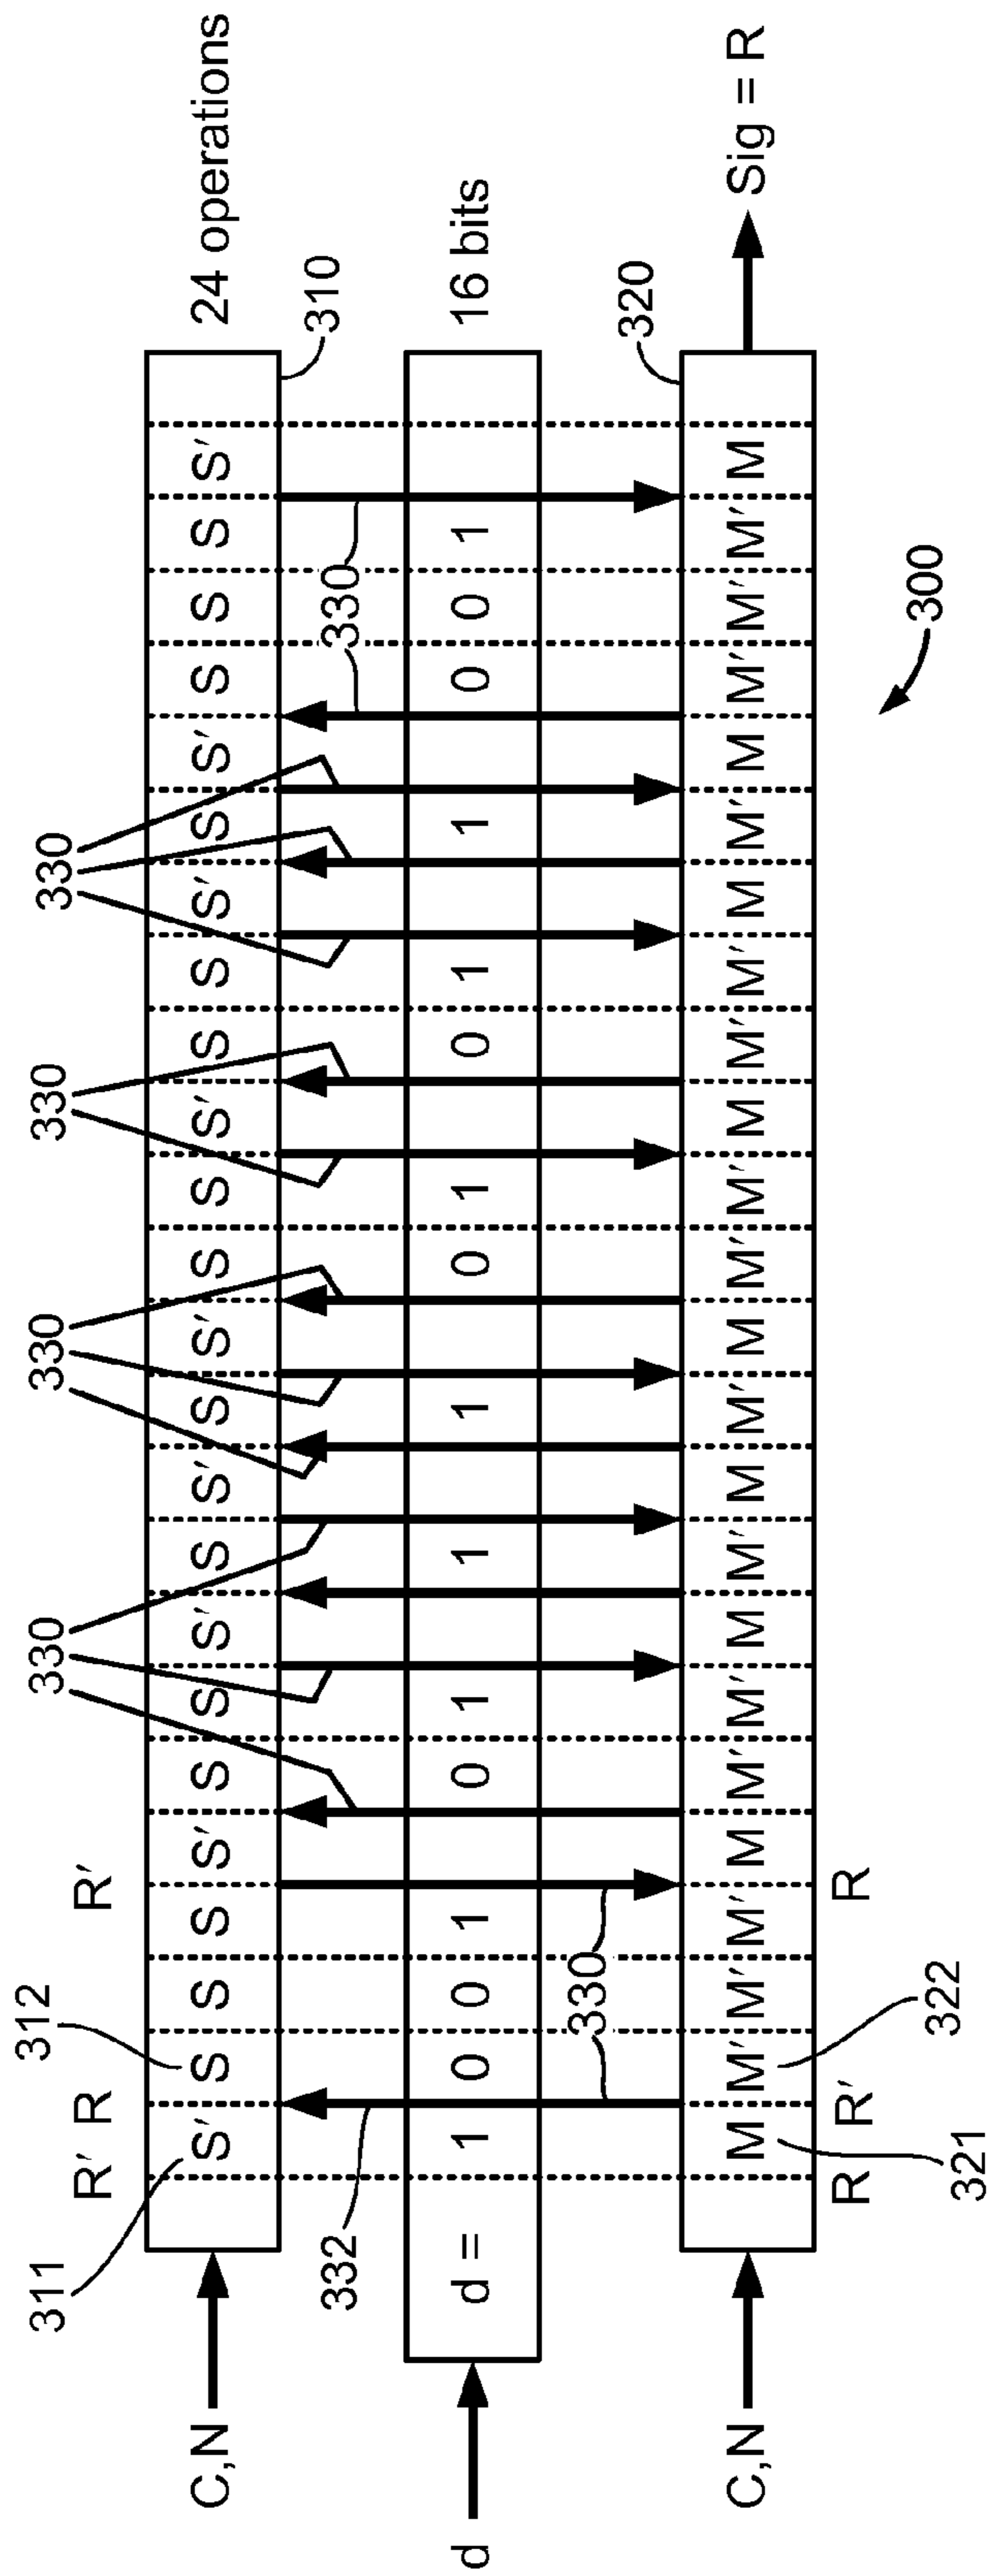 311 312 330 330 330 330
R′ R R′
C,N S′ S S S S′ S S S′ S S′ S S′ S S S′ S S S′ S S′ S S S S′ 24 operations
310
332 330
d d = 1 0 0 1 0 1 1 1 0 1 0 1 1 0 0 1 16 bits
330 320
C,N M M′ M′ M′ M M′ M′ M M′ M M′ M M′ M′ M M′ M′ M M′ M M′ M′ M′ M Sig = R
R R′ R
321 322 300